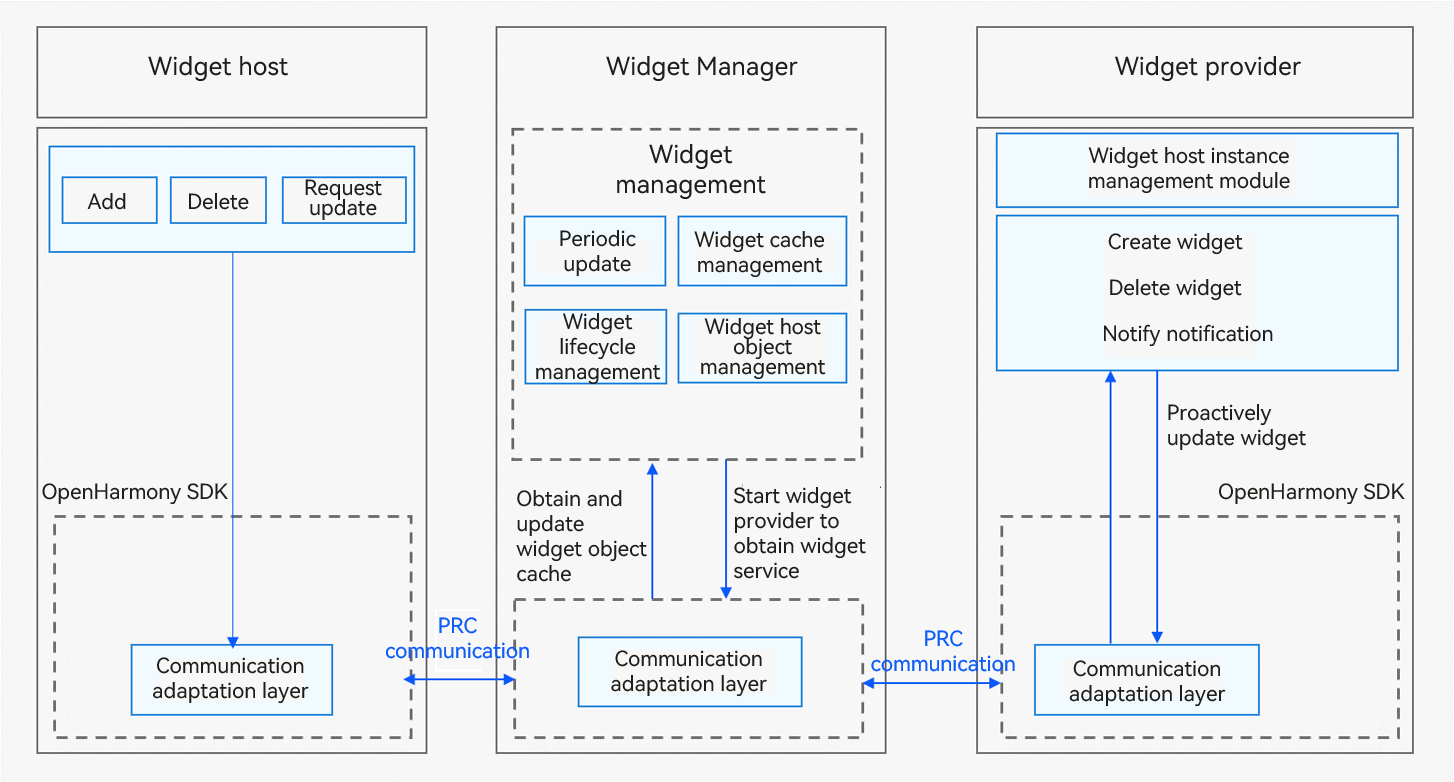 Widget host
Widget Manager
Widget provider
Add
Delete
Request
update
OpenHarmony SDK
Communication
adaptation layer
PRC
communication
Widget
management
Periodic
update
Widget cache
management
Widget
lifecycle
management
Widget host
object
management
Obtain and
update
widget object
cache
Start widget
provider to
obtain widget
service
Communication
adaptation layer
PRC
communication
Widget host instance
management module
Create widget
Delete widget
Notify notification
Proactively
update widget
OpenHarmony SDK
Communication
adaptation layer